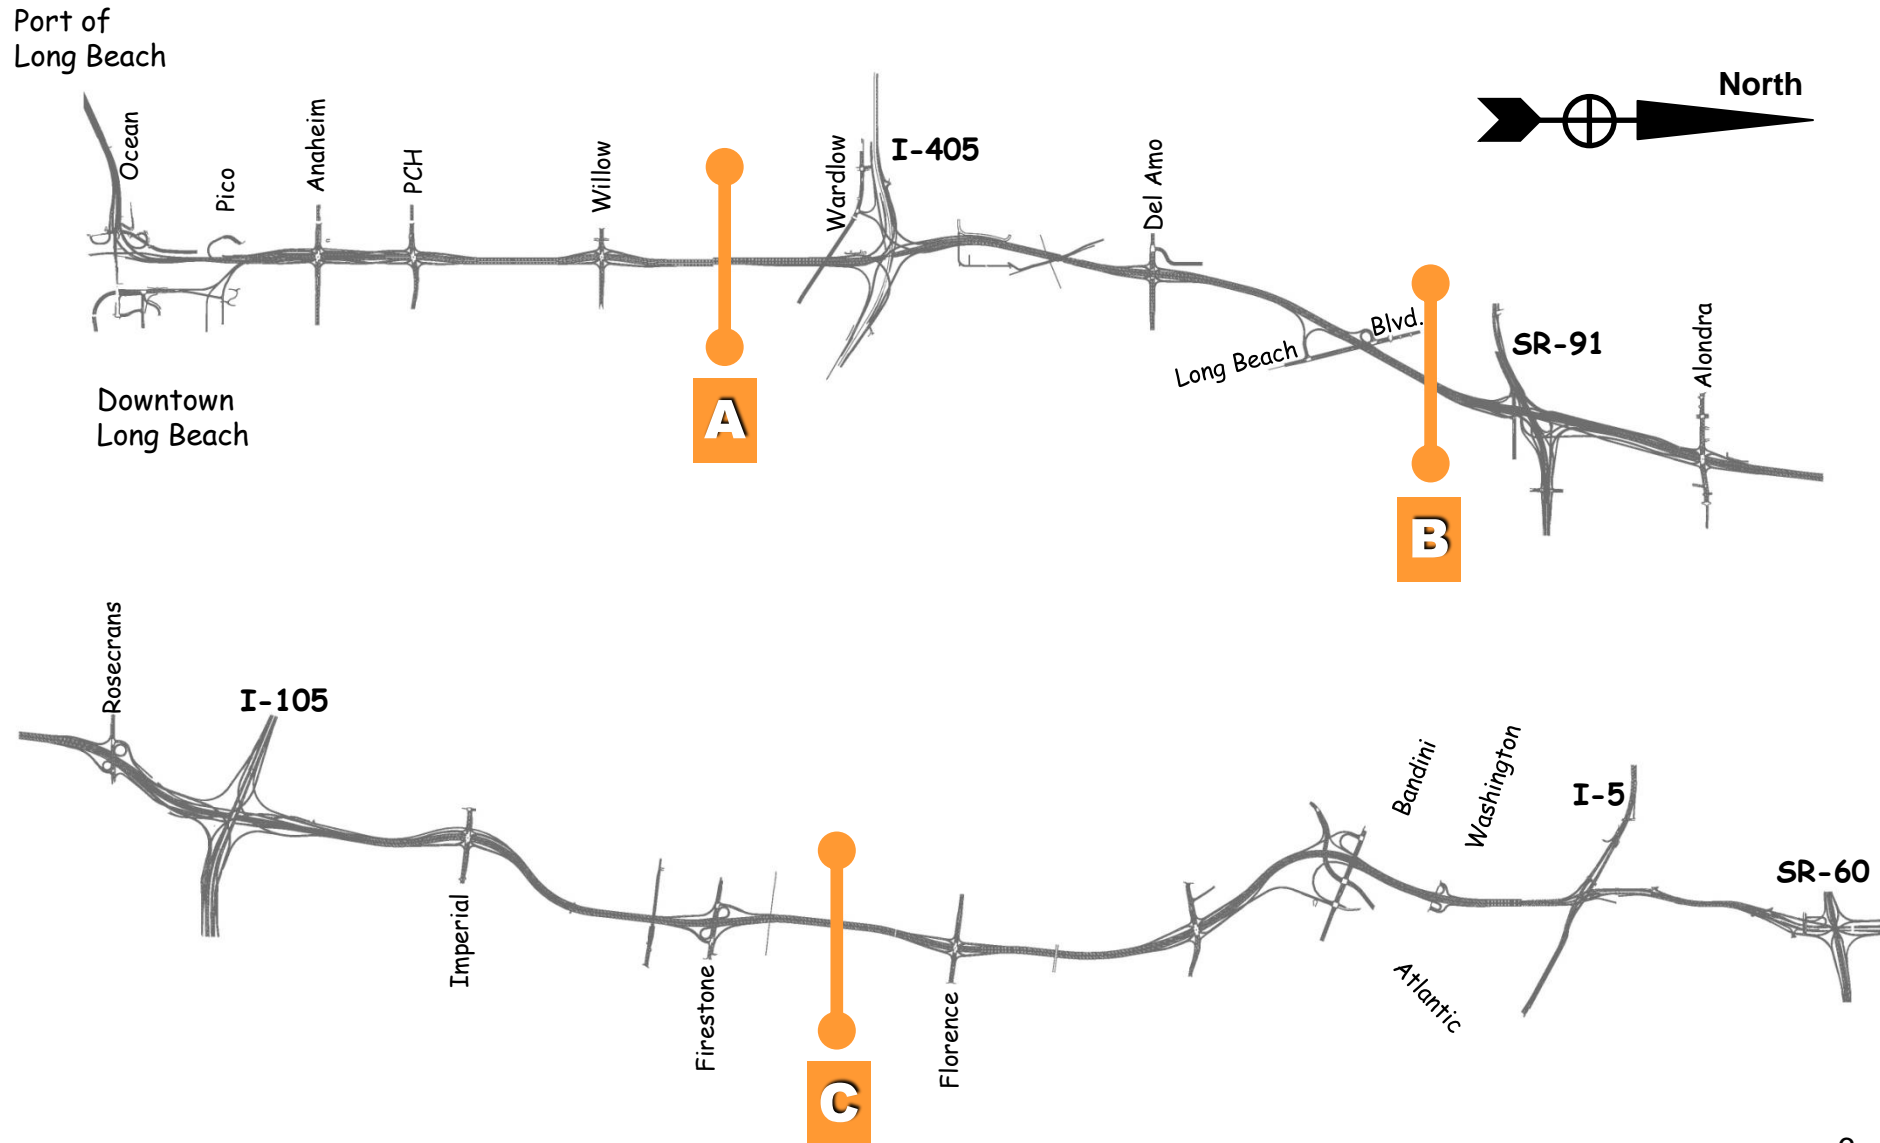 Port of
Long Beach
North
Ocean
Pico
Anaheim
PCH
Willow
Wardlow
I-405
Del Amo
Long Beach Blvd.
SR-91
Alondra
A
Downtown
Long Beach
B
Rosecrans
I-105
Imperial
Firestone
C
Florence
Bandini
Washington
Atlantic
I-5
SR-60